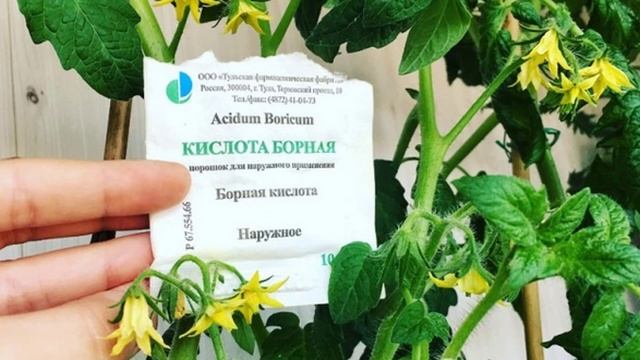 ООО «Тульская фармацевтическая фабрика
Россия, 300004, г. Тула, Торховский проезд, 10
Тел./факс: (4872) 41-04-73
Acidum Boricum
КИСЛОТА БОРНАЯ
порошок для наружного применения
Борная кислота
Наружное
10
Р 67.554.66